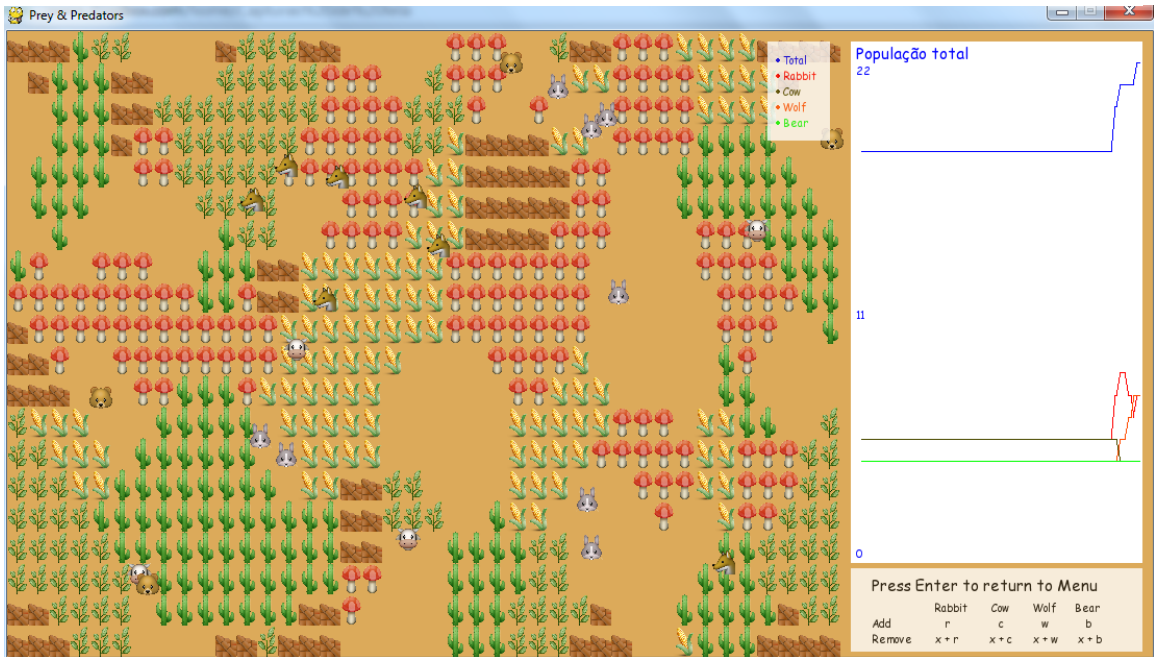 Prey & Predators
Total
Rabbit
Cow
Wolf
Bear
População total
22
11
0
Press Enter to return to Menu
Rabbit Cow Wolf Bear
Add r c w b
Remove x + r x + c x + w x + b